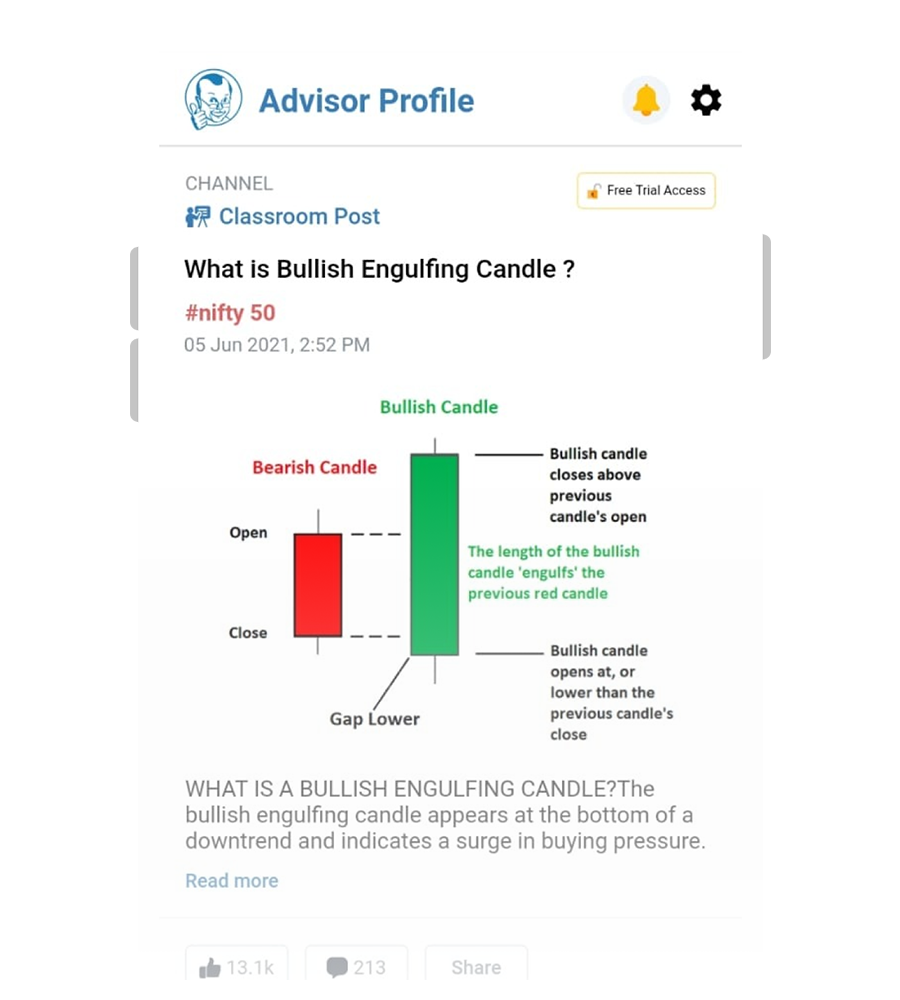 Advisor Profile
CHANNEL
Free Trial Access
Classroom Post
What is Bullish Engulfing Candle ?
#nifty 50
05 Jun 2021, 2:52 PM
Bullish Candle
Bearish Candle
Open
Close
Bullish candle
closes above
previous
candle's open
The length of the bullish
candle 'engulfs' the
previous red candle
Bullish candle
opens at, or
lower than the
previous candle's
close
Gap Lower
WHAT IS A BULLISH ENGULFING CANDLE?The
bullish engulfing candle appears at the bottom of a
downtrend and indicates a surge in buying pressure.
Read more
13.1k
213
Share